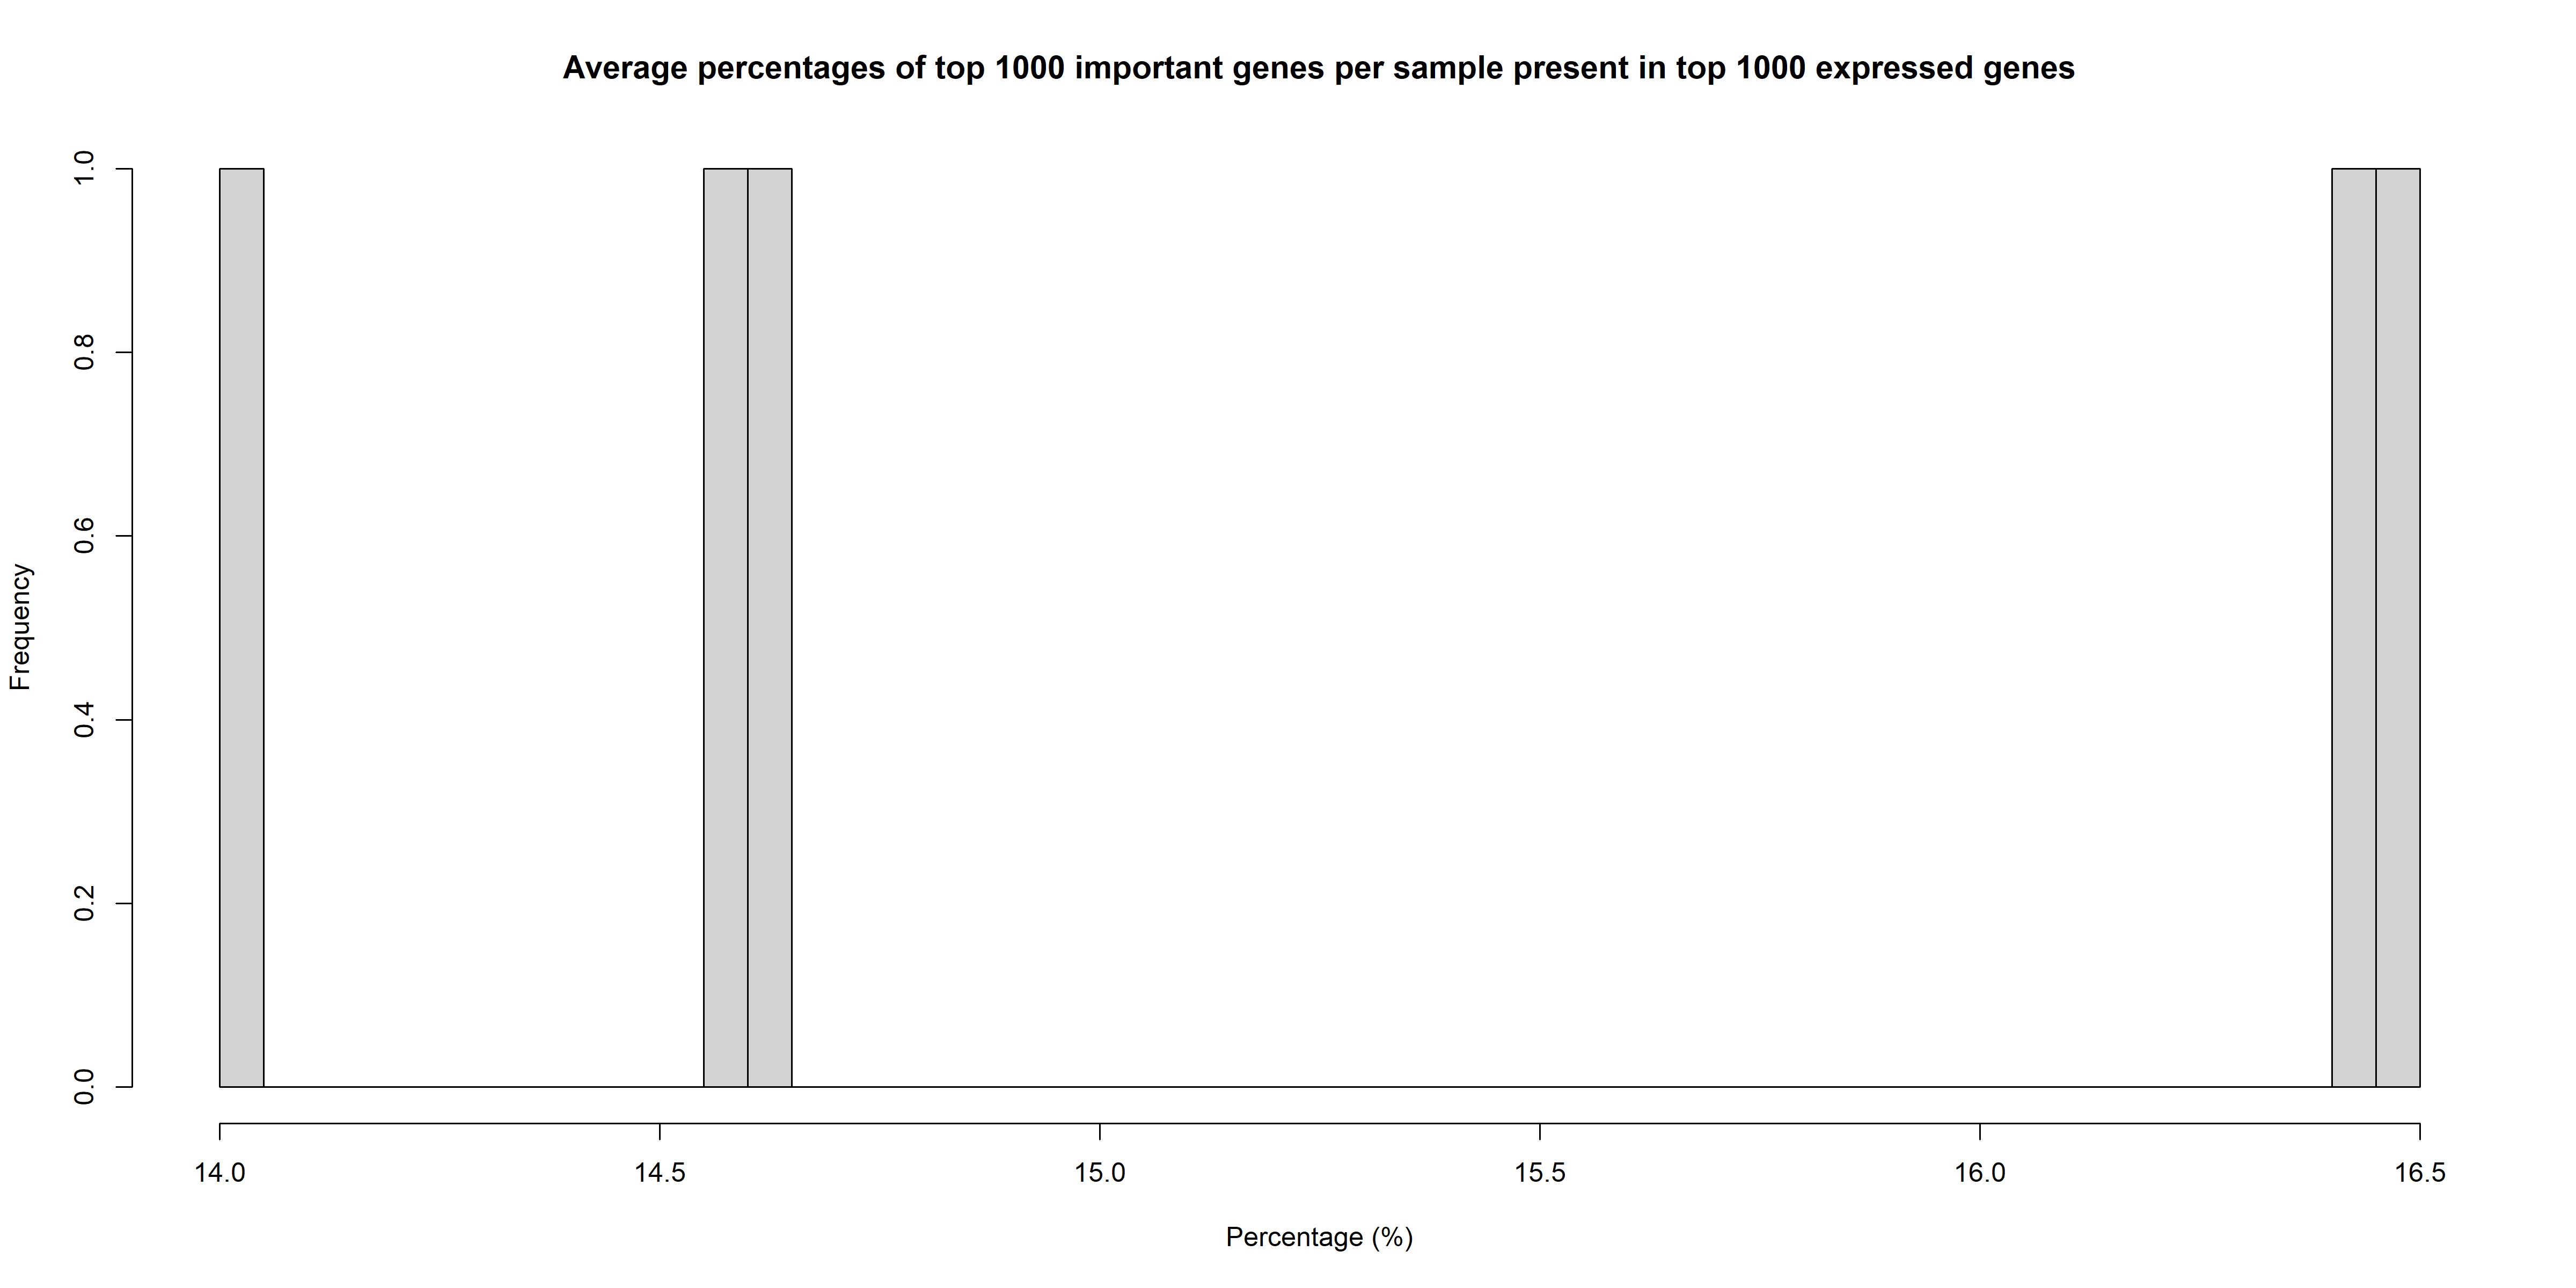 Average percentages of top 1000 important genes per sample present in top 1000 expressed genes
Frequency
1.0
0.8
0.6
0.4
0.2
0.0
14.0 14.5 15.0 15.5 16.0 16.5
Percentage (%)